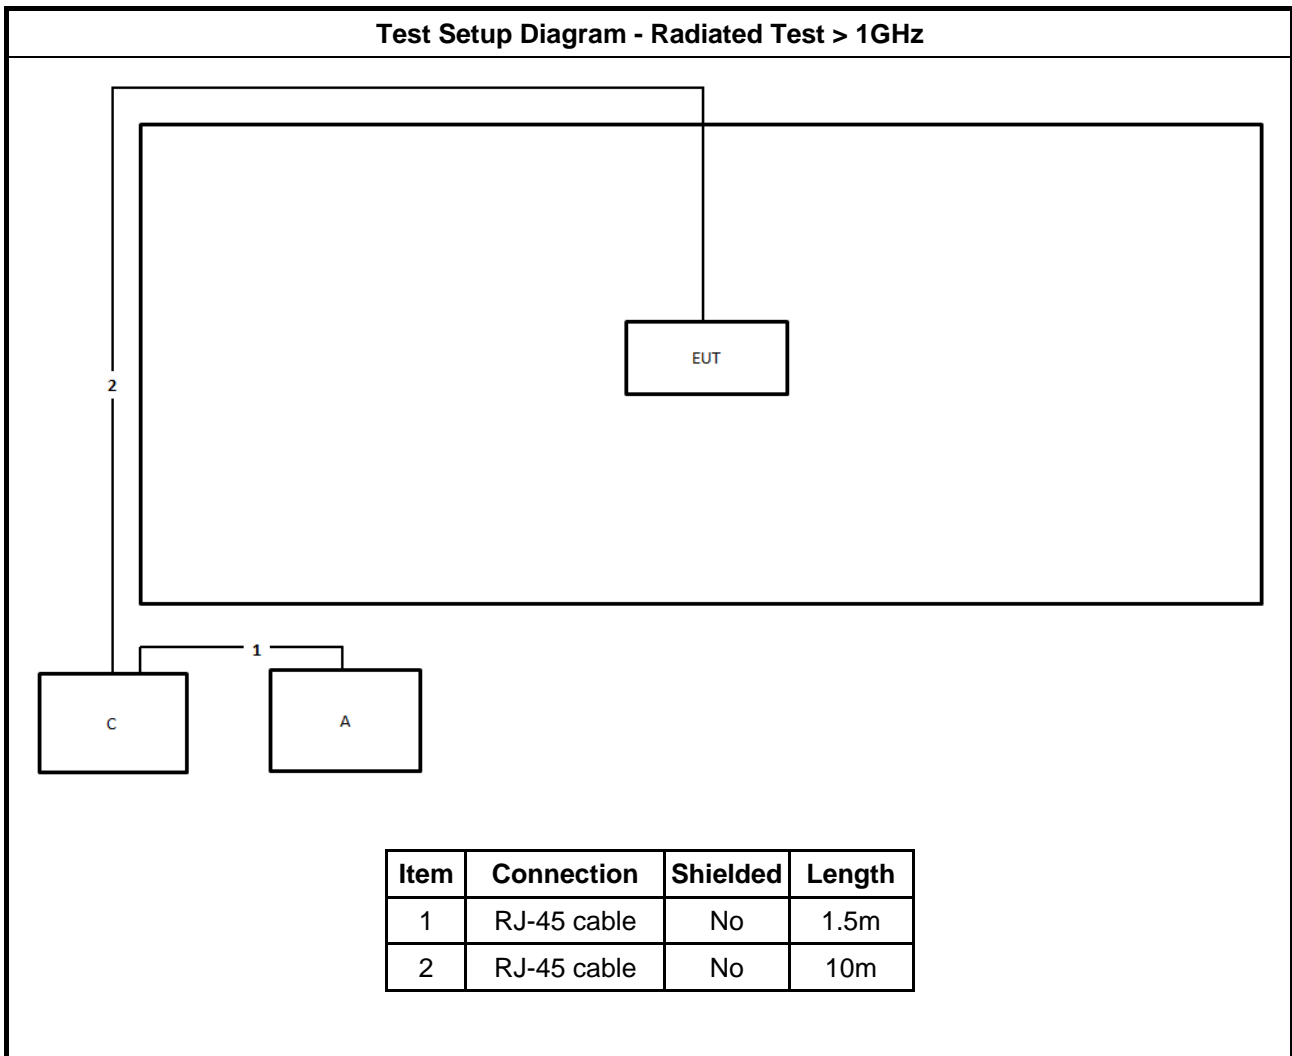 Test Setup Diagram - Radiated Test > 1GHz
EUT
2
1
C
A
Item Connection Shielded Length
1 RJ-45 cable No 1.5m
2 RJ-45 cable No 10m